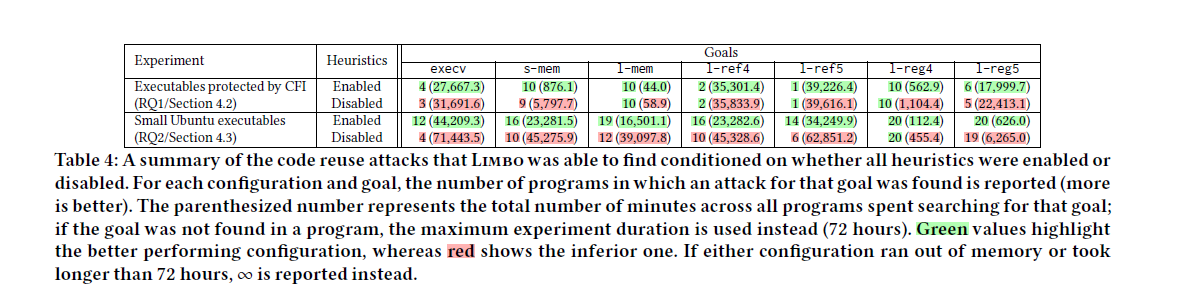 Experiment Heuristics Goals
execv s-mem l-mem l-ref4 l-ref5 l-reg4 l-reg5
Executables protected by CFI Enabled 4 (27,667.3) 10 (876.1) 10 (44.0) 2 (35,301.4) 1 (39,226.4) 10 (562.9) 6 (17,999.7)
(RQ1/Section 4.2) Disabled 3 (31,691.6) 9 (5,797.7) 10 (58.9) 2 (35,833.9) 1 (39,616.1) 10 (1,104.4) 5 (22,413.1)
Small Ubuntu executables Enabled 12 (44,209.3) 16 (23,281.5) 19 (16,501.1) 16 (23,282.6) 14 (34,249.9) 20 (112.4) 20 (626.0)
(RQ2/Section 4.3) Disabled 4 (71,443.5) 10 (45,275.9) 12 (39,097.8) 10 (45,328.6) 6 (62,851.2) 20 (455.4) 19 (6,265.0)
Table 4: A summary of the code reuse attacks that Limbo was able to find conditioned on whether all heuristics were enabled or
disabled. For each configuration and goal, the number of programs in which an attack for that goal was found is reported (more
is better). The parenthesized number represents the total number of minutes across all programs spent searching for that goal;
if the goal was not found in a program, the maximum experiment duration is used instead (72 hours). Green values highlight
the better performing configuration, whereas red shows the inferior one. If either configuration ran out of memory or took
longer than 72 hours, ∞ is reported instead.